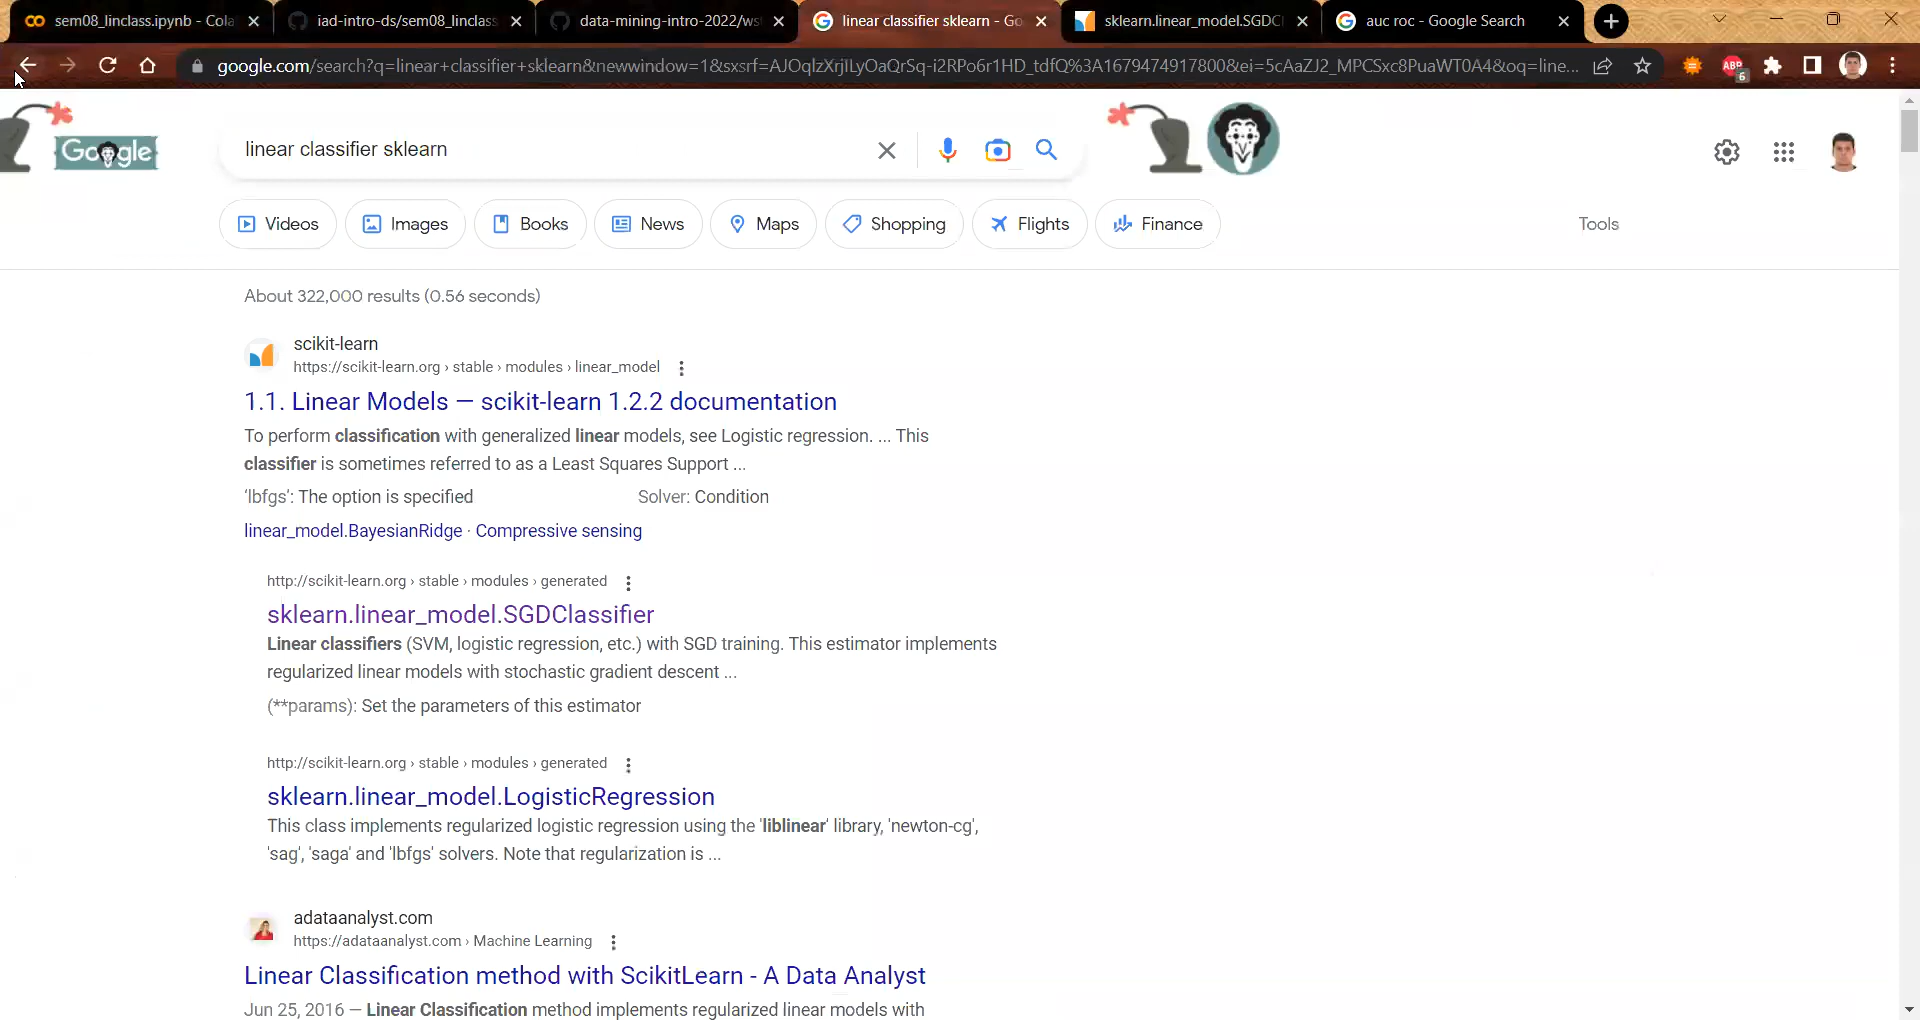 sem08_linclass.ipynb - Cola
iad-intro-ds/sem08_linclass
data-mining-intro-2022/ws
linear classifier sklearn - Go
sklearn.linear_model.SGDCl
auc roc - Google Search
google.com/search?q=linear+classifier+sklearn&newwindow=1&sxsrf=AJOqlzXrjTLyOaQrSq-i2RPo6r1HD_tdfQ%3A1679474917800&ei=5cAaZJ2_MPCSxc8PuaWT0A4&oq=line...
ABP
6
Google
linear classifier sklearn
Videos
Images
Books
News
Maps
Shopping
Flights
Finance
Tools
About 322,000 results (0.56 seconds)
scikit-learn
https://scikit-learn.org › stable › modules › linear_model
1.1. Linear Models — scikit-learn 1.2.2 documentation
To perform classification with generalized linear models, see Logistic regression. ... This
classifier is sometimes referred to as a Least Squares Support ...
'lbfgs': The option is specified
Solver: Condition
linear_model.BayesianRidge · Compressive sensing
http://scikit-learn.org › stable › modules › generated
sklearn.linear_model.SGDClassifier
Linear classifiers (SVM, logistic regression, etc.) with SGD training. This estimator implements
regularized linear models with stochastic gradient descent ...
(**params): Set the parameters of this estimator
http://scikit-learn.org › stable › modules › generated
sklearn.linear_model.LogisticRegression
This class implements regularized logistic regression using the 'liblinear' library, 'newton-cg',
'sag', 'saga' and 'lbfgs' solvers. Note that regularization is ...
adataanalyst.com
https://adataanalyst.com › Machine Learning
Linear Classification method with ScikitLearn - A Data Analyst
Jun 25, 2016 — Linear Classification method implements regularized linear models with